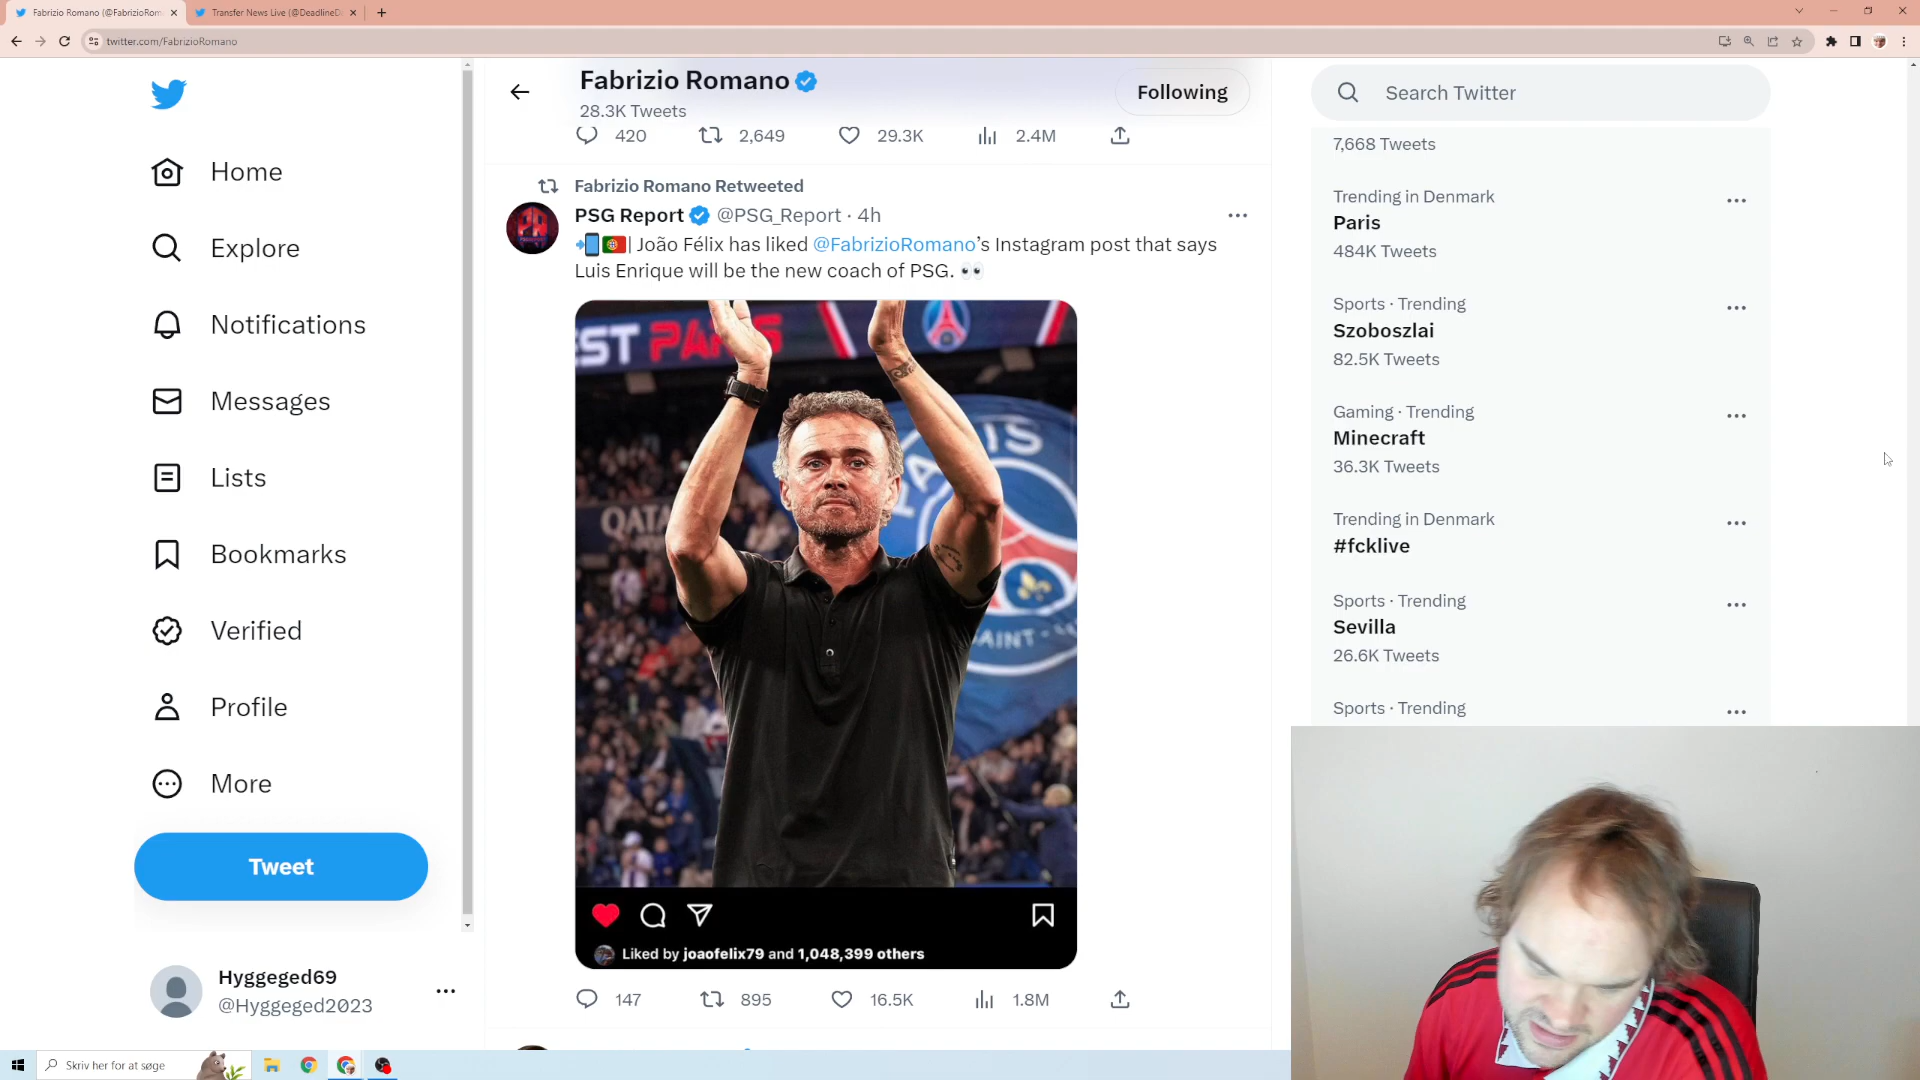 Fabrizio Romano (@FabrizioRom
Transfer News Live (@DeadlineD
twitter.com/FabrizioRomano
Home
Explore
Notifications
Messages
Lists
Bookmarks
Verified
Profile
More
Tweet
Hyggeged69
@Hyggeged2023
Fabrizio Romano
28.3K Tweets
Following
420 2,649 29.3K 2.4M
Fabrizio Romano Retweeted
PSG Report @PSG_Report · 4h
| João Félix has liked @FabrizioRomano’s Instagram post that says
Luis Enrique will be the new coach of PSG. 👀
EST PARIS
QATA
PARIS
SAINT
Liked by joaofelix79 and 1,048,399 others
147 895 16.5K 1.8M
Search Twitter
7,668 Tweets
Trending in Denmark
Paris
484K Tweets
Sports · Trending
Szoboszlai
82.5K Tweets
Gaming · Trending
Minecraft
36.3K Tweets
Trending in Denmark
#fcklive
Sports · Trending
Sevilla
26.6K Tweets
Sports · Trending
Skriv her for at søge